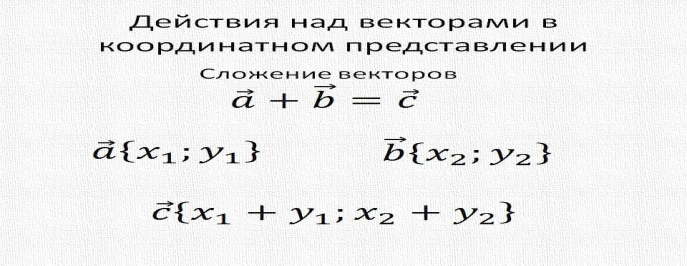 Действия над векторами в
координатном представлении
Сложение векторов
a⃗ + b⃗ = c⃗
a⃗{x₁; y₁} b⃗{x₂; y₂}
c⃗{x₁ + y₁; x₂ + y₂}